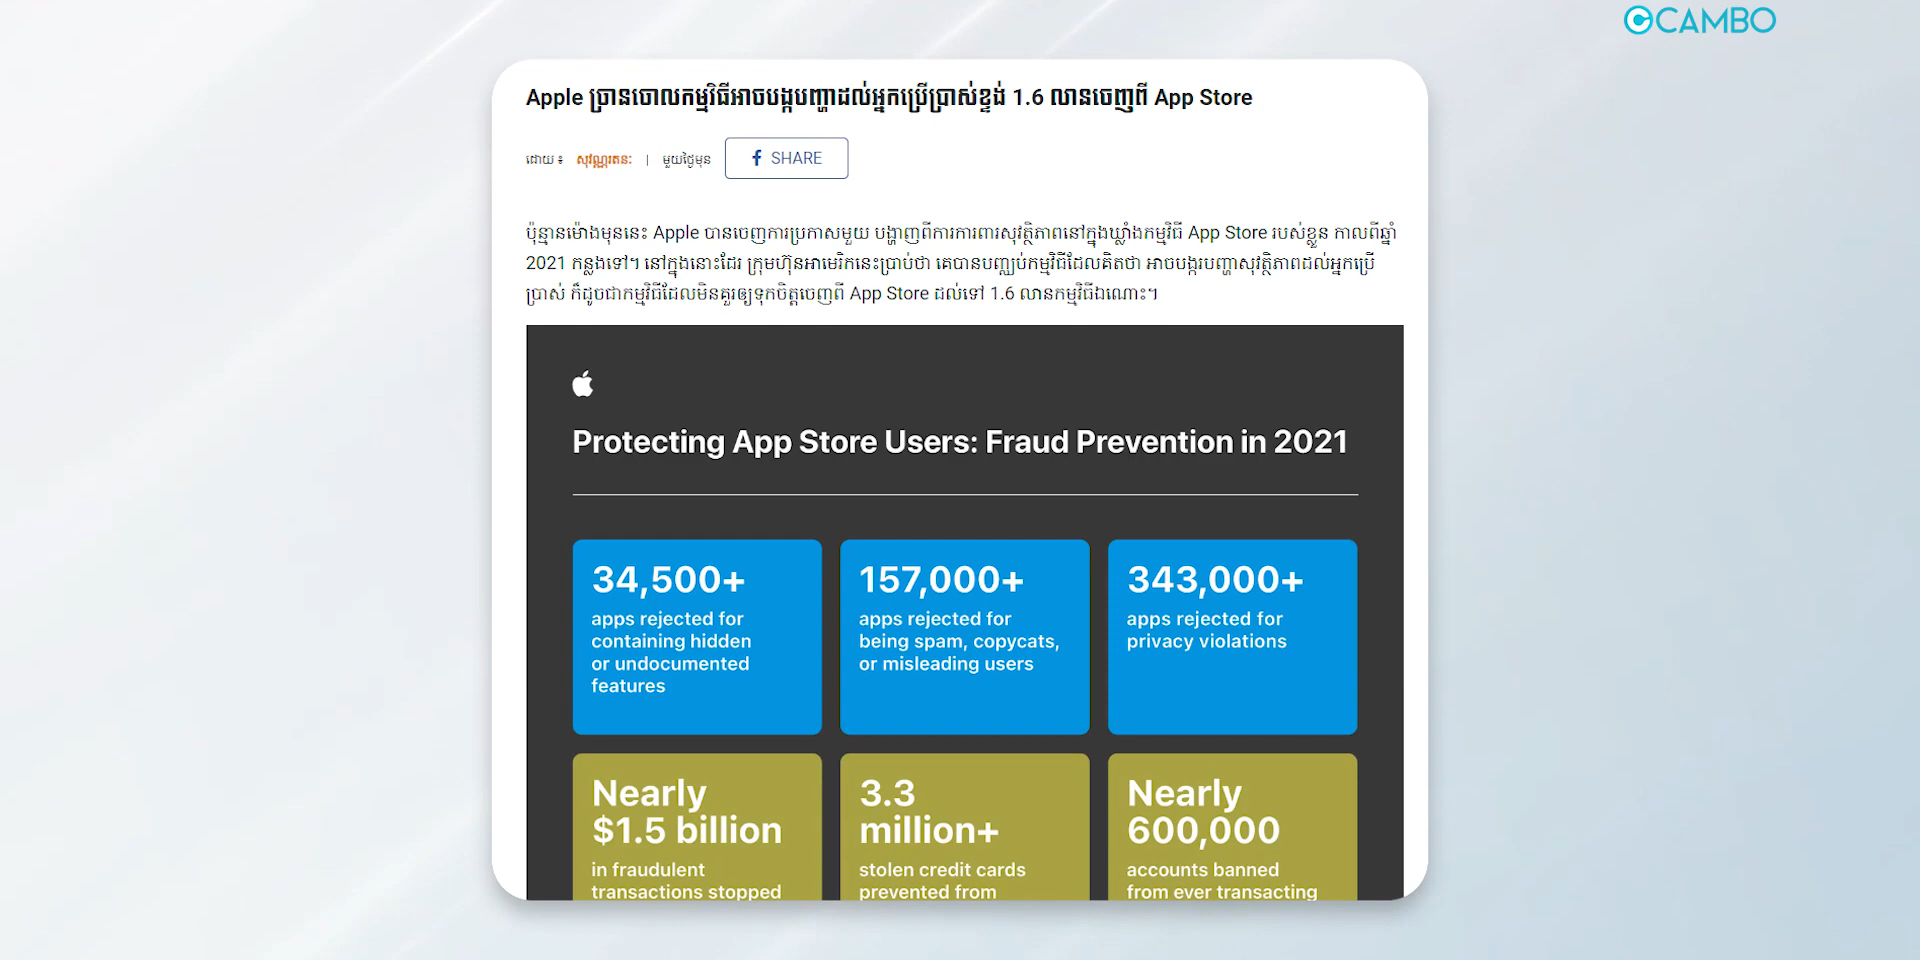 CAMBO
Apple ច្រានចោលកម្មវិធីអាចបង្កបញ្ហាដល់អ្នកប្រើប្រាស់ខ្ទង់ 1.6 លានចេញពី App Store
ដោយ ៖ សុវណ្ណរតនៈ | មួយថ្ងៃមុន SHARE
ប៉ុន្មានម៉ោងមុននេះ Apple បានចេញការប្រកាសមួយ បង្ហាញពីការការពារសុវត្ថិភាពនៅក្នុងឃ្លាំងកម្មវិធី App Store របស់ខ្លួន កាលពីឆ្នាំ
2021 កន្លងទៅ។ នៅក្នុងនោះដែរ ក្រុមហ៊ុនអាមេរិកនេះប្រាប់ថា គេបានបញ្ឈប់កម្មវិធីដែលគិតថា អាចបង្ករបញ្ហាសុវត្ថិភាពដល់អ្នកប្រើ
ប្រាស់ ក៏ដូចជាកម្មវិធីដែលមិនគួរឲ្យទុកចិត្តចេញពី App Store ដល់ទៅ 1.6 លានកម្មវិធីឯណោះ។
Protecting App Store Users: Fraud Prevention in 2021
34,500+
apps rejected for
containing hidden
or undocumented
features
157,000+
apps rejected for
being spam, copycats,
or misleading users
343,000+
apps rejected for
privacy violations
Nearly
$1.5 billion
in fraudulent
transactions stopped
3.3
million+
stolen credit cards
prevented from
Nearly
600,000
accounts banned
from ever transacting